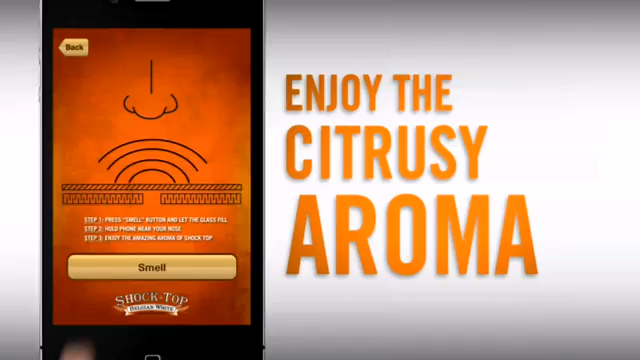 Back
ENJOY THE
CITRUSY
AROMA
STEP 1: PRESS "SMELL" BUTTON AND LET THE GLASS FILL
STEP 2: HOLD PHONE NEAR YOUR NOSE
STEP 3: ENJOY THE AMAZING AROMA OF SHOCK TOP
Smell
SHOCK-TOP
BELGIAN WHITE